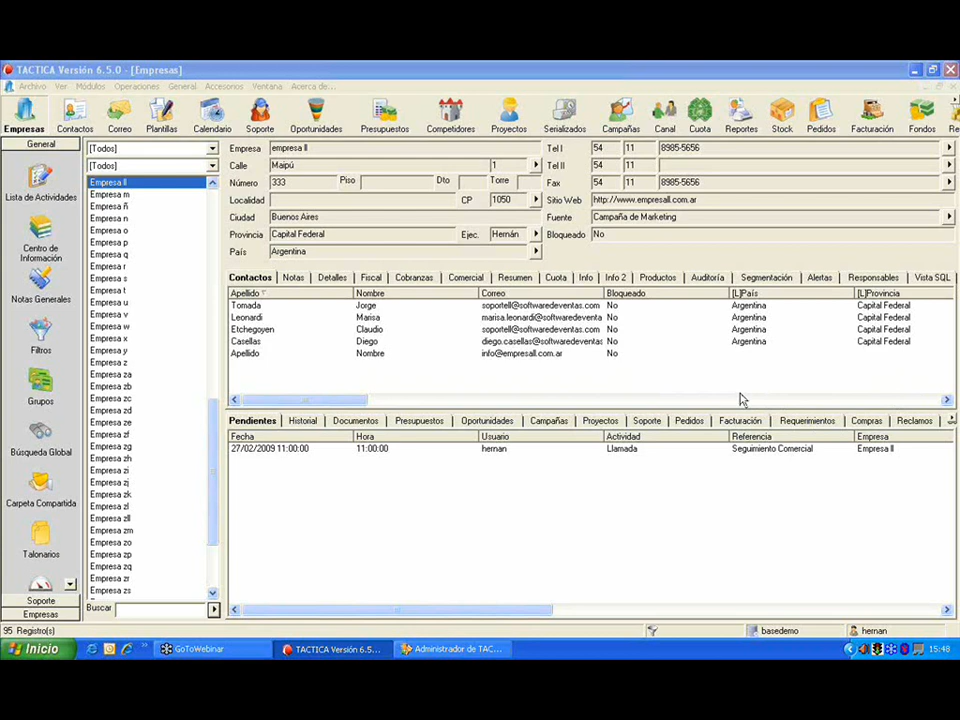 TACTICA Versión 6.5.0 - [Empresas]
Archivo Ver Módulos Operaciones General Accesorios Ventana Acerca de...
Empresas Contactos Correo Plantillas Calendario Soporte Oportunidades Presupuestos Competidores Proyectos Serializados Campañas Canal Cuota Reportes Stock Pedidos Facturación Fondos
General
Lista de Actividades
Centro de
Información
Notas Generales
Filtros
Grupos
Búsqueda Global
Carpeta Compartida
Talonarios
Soporte
Empresas
[Todos]
[Todos]
Empresa ll
Empresa m
Empresa ñ
Empresa n
Empresa o
Empresa p
Empresa q
Empresa r
Empresa s
Empresa t
Empresa u
Empresa v
Empresa w
Empresa x
Empresa y
Empresa z
Empresa za
Empresa zb
Empresa zc
Empresa zd
Empresa ze
Empresa zf
Empresa zg
Empresa zh
Empresa zi
Empresa zj
Empresa zk
Empresa zl
Empresa zll
Empresa zm
Empresa zo
Empresa zp
Empresa zq
Empresa zr
Empresa zs
Buscar
Empresa empresa ll Tel I 54 11 8985-5656
Calle Maipú 1 Tel II 54 11
Número 333 Piso Dto Torre Fax 54 11 8985-5656
Localidad CP 1050 Sitio Web http://www.empresall.com.ar
Ciudad Buenos Aires Fuente Campaña de Marketing
Provincia Capital Federal Ejec. Hernán Bloqueado No
País Argentina
Contactos Notas Detalles Fiscal Cobranzas Comercial Resumen Cuota Info Info 2 Productos Auditoría Segmentación Alertas Responsables Vista SQL
Apellido Nombre Correo Bloqueado [L]País [L]Provincia
Tomada Jorge soportell@softwaredeventas.com No Argentina Capital Federal
Leonardi Marisa marisa.leonardi@softwaredeventa No Argentina Capital Federal
Etchegoyen Claudio soportell@softwaredeventas.com No Argentina Capital Federal
Casellas Diego diego.casellas@softwaredeventas No Argentina Capital Federal
Apellido Nombre info@empresall.com.ar No
Pendientes Historial Documentos Presupuestos Oportunidades Campañas Proyectos Soporte Pedidos Facturación Requerimientos Compras Reclamos
Fecha Hora Usuario Actividad Referencia Empresa
27/02/2009 11:00:00 11:00:00 hernan Llamada Seguimiento Comercial Empresa ll
95 Registro(s) basedemo hernan
Inicio GoToWebinar TACTICA Versión 6.5... Administrador de TAC... 15:48